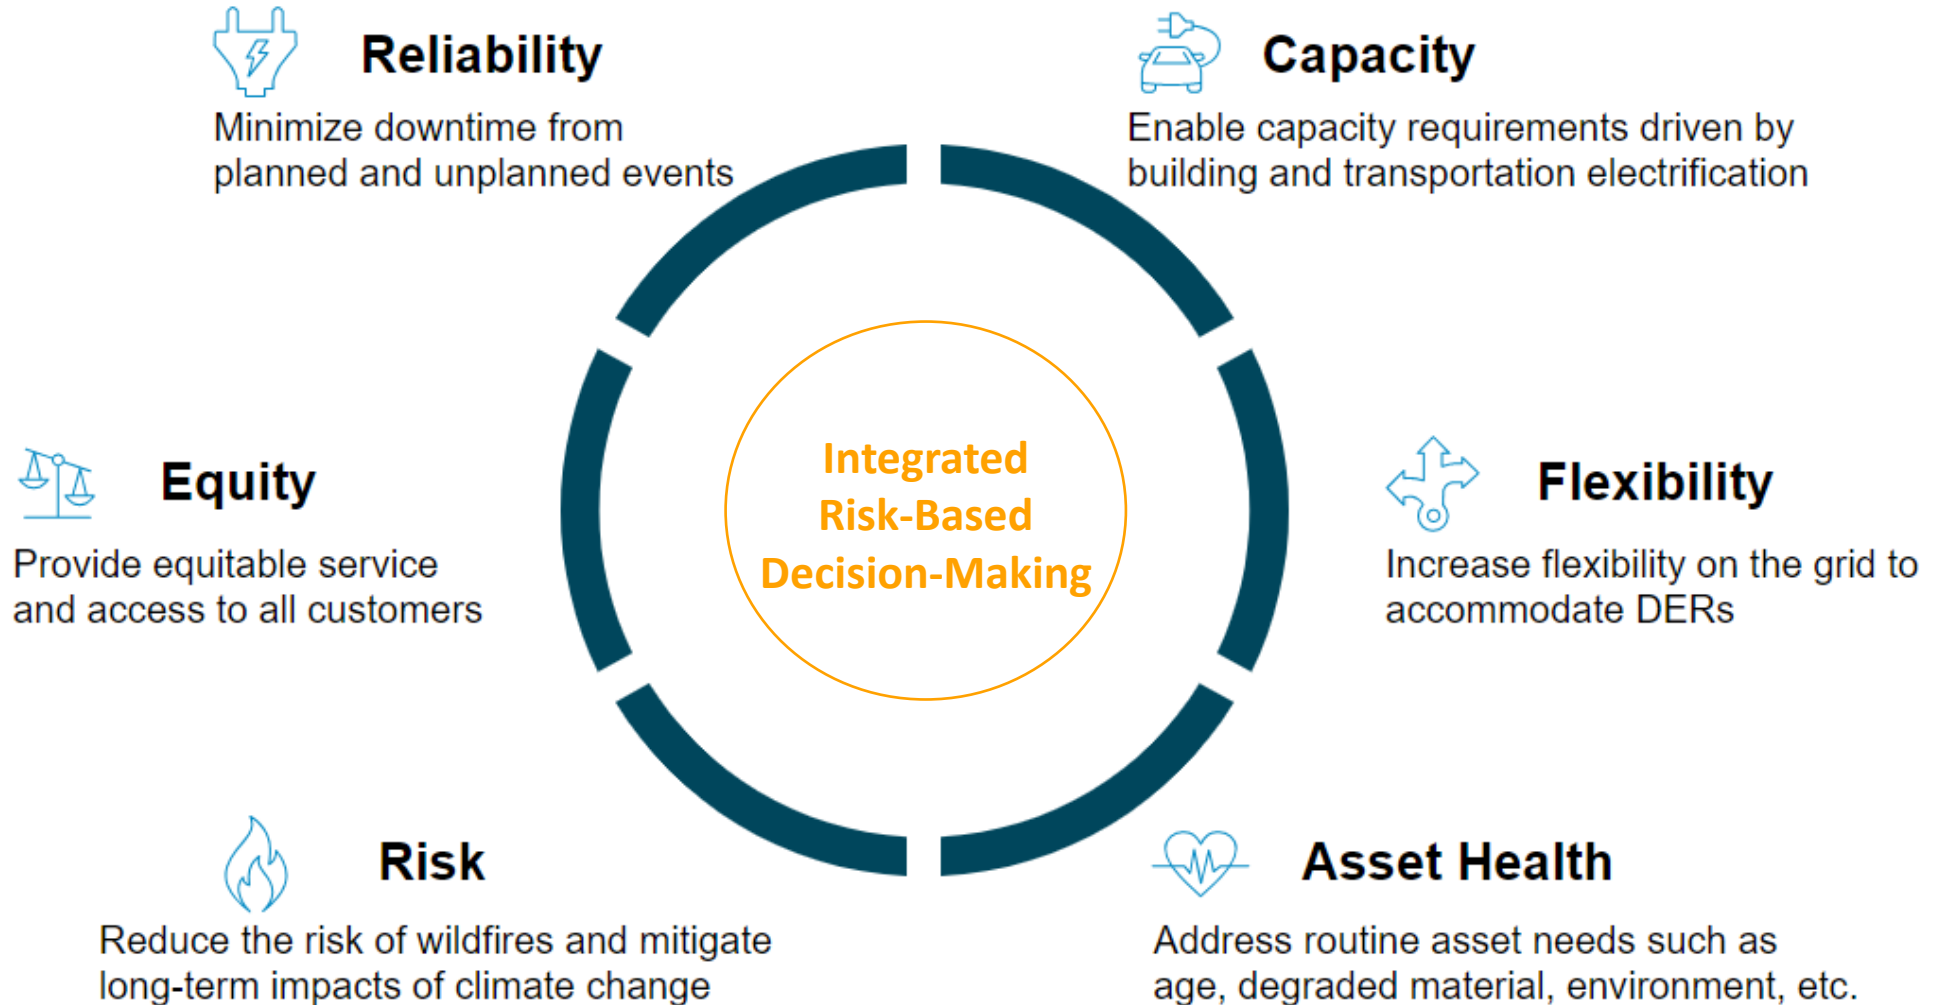 Reliability
Minimize downtime from
planned and unplanned events
Capacity
Enable capacity requirements driven by
building and transportation electrification
Equity
Provide equitable service
and access to all customers
Integrated
Risk-Based
Decision-Making
Flexibility
Increase flexibility on the grid to
accommodate DERs
Risk
Reduce the risk of wildfires and mitigate
long-term impacts of climate change
Asset Health
Address routine asset needs such as
age, degraded material, environment, etc.